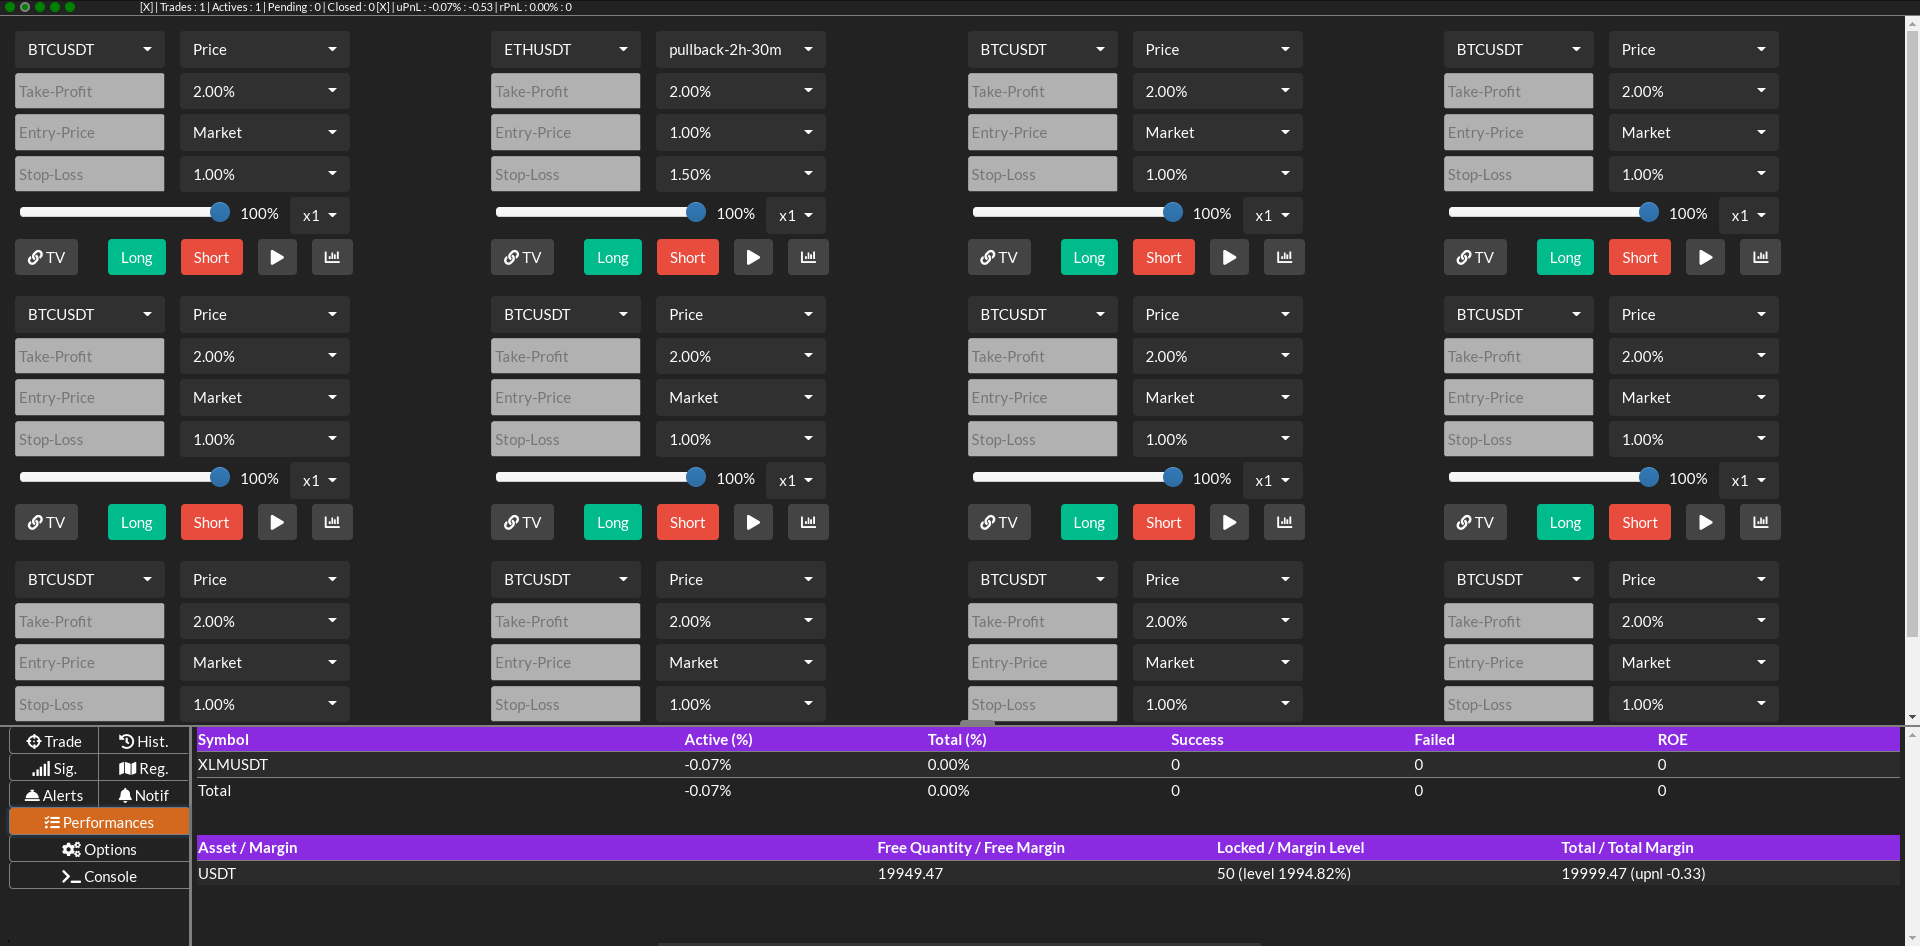 [X] | Trades : 1 | Actives : 1 | Pending : 0 | Closed : 0 [X] | uPnL : -0.07% : -0.53 | rPnL : 0.00% : 0
BTCUSDT Price ETHUSDT pullback-2h-30m BTCUSDT Price BTCUSDT Price
Take-Profit 2.00% Take-Profit 2.00% Take-Profit 2.00% Take-Profit 2.00%
Entry-Price Market Entry-Price 1.00% Entry-Price Market Entry-Price Market
Stop-Loss 1.00% Stop-Loss 1.50% Stop-Loss 1.00% Stop-Loss 1.00%
100% x1 100% x1 100% x1 100% x1
TV Long Short TV Long Short TV Long Short TV Long Short
BTCUSDT Price BTCUSDT Price BTCUSDT Price BTCUSDT Price
Take-Profit 2.00% Take-Profit 2.00% Take-Profit 2.00% Take-Profit 2.00%
Entry-Price Market Entry-Price Market Entry-Price Market Entry-Price Market
Stop-Loss 1.00% Stop-Loss 1.00% Stop-Loss 1.00% Stop-Loss 1.00%
100% x1 100% x1 100% x1 100% x1
TV Long Short TV Long Short TV Long Short TV Long Short
BTCUSDT Price BTCUSDT Price BTCUSDT Price BTCUSDT Price
Take-Profit 2.00% Take-Profit 2.00% Take-Profit 2.00% Take-Profit 2.00%
Entry-Price Market Entry-Price Market Entry-Price Market Entry-Price Market
Stop-Loss 1.00% Stop-Loss 1.00% Stop-Loss 1.00% Stop-Loss 1.00%
Trade Hist.
Sig. Reg.
Alerts Notif
Performances
Options
Console
Symbol Active (%) Total (%) Success Failed ROE
XLMUSDT -0.07% 0.00% 0 0 0
Total -0.07% 0.00% 0 0 0
Asset / Margin Free Quantity / Free Margin Locked / Margin Level Total / Total Margin
USDT 19949.47 50 (level 1994.82%) 19999.47 (upnl -0.33)